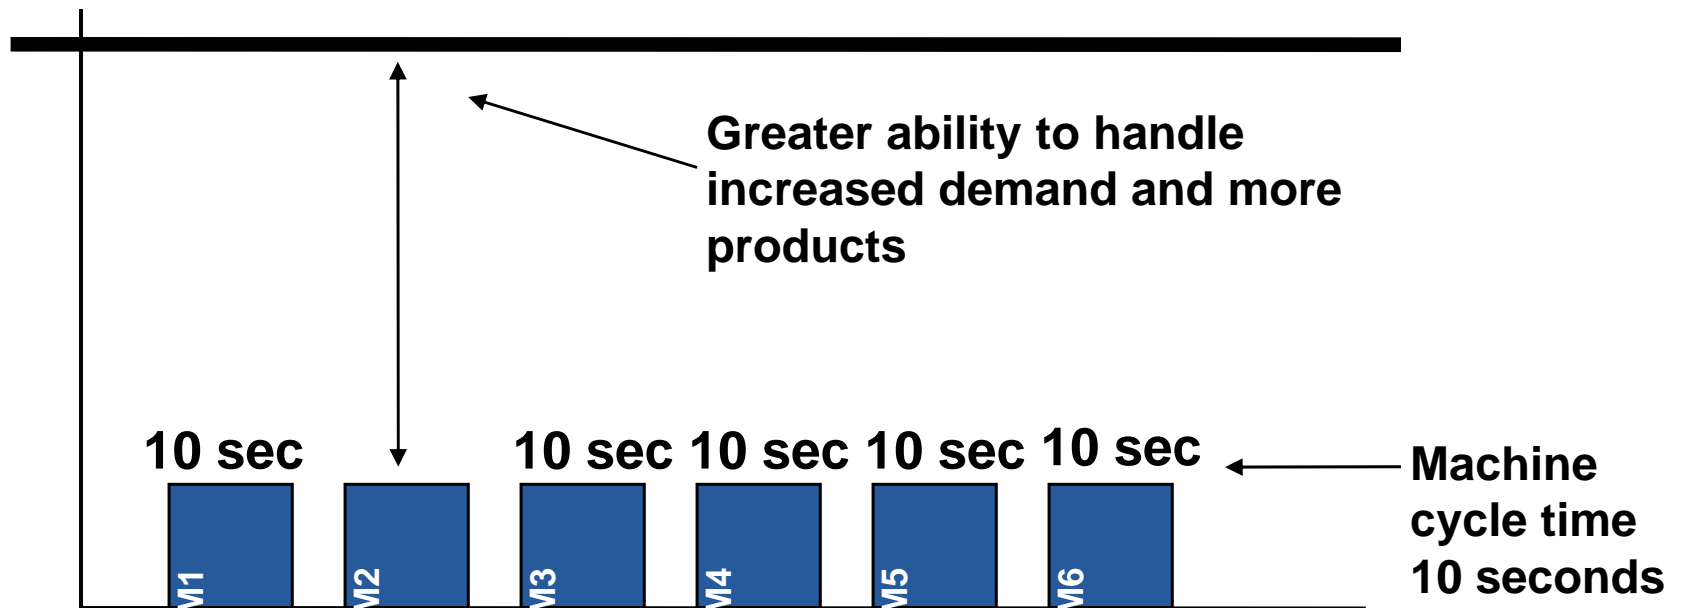 Greater ability to handle
increased demand and more
products
10 sec 10 sec 10 sec 10 sec 10 sec
Machine
cycle time
10 seconds
M1 M2 M3 M4 M5 M6